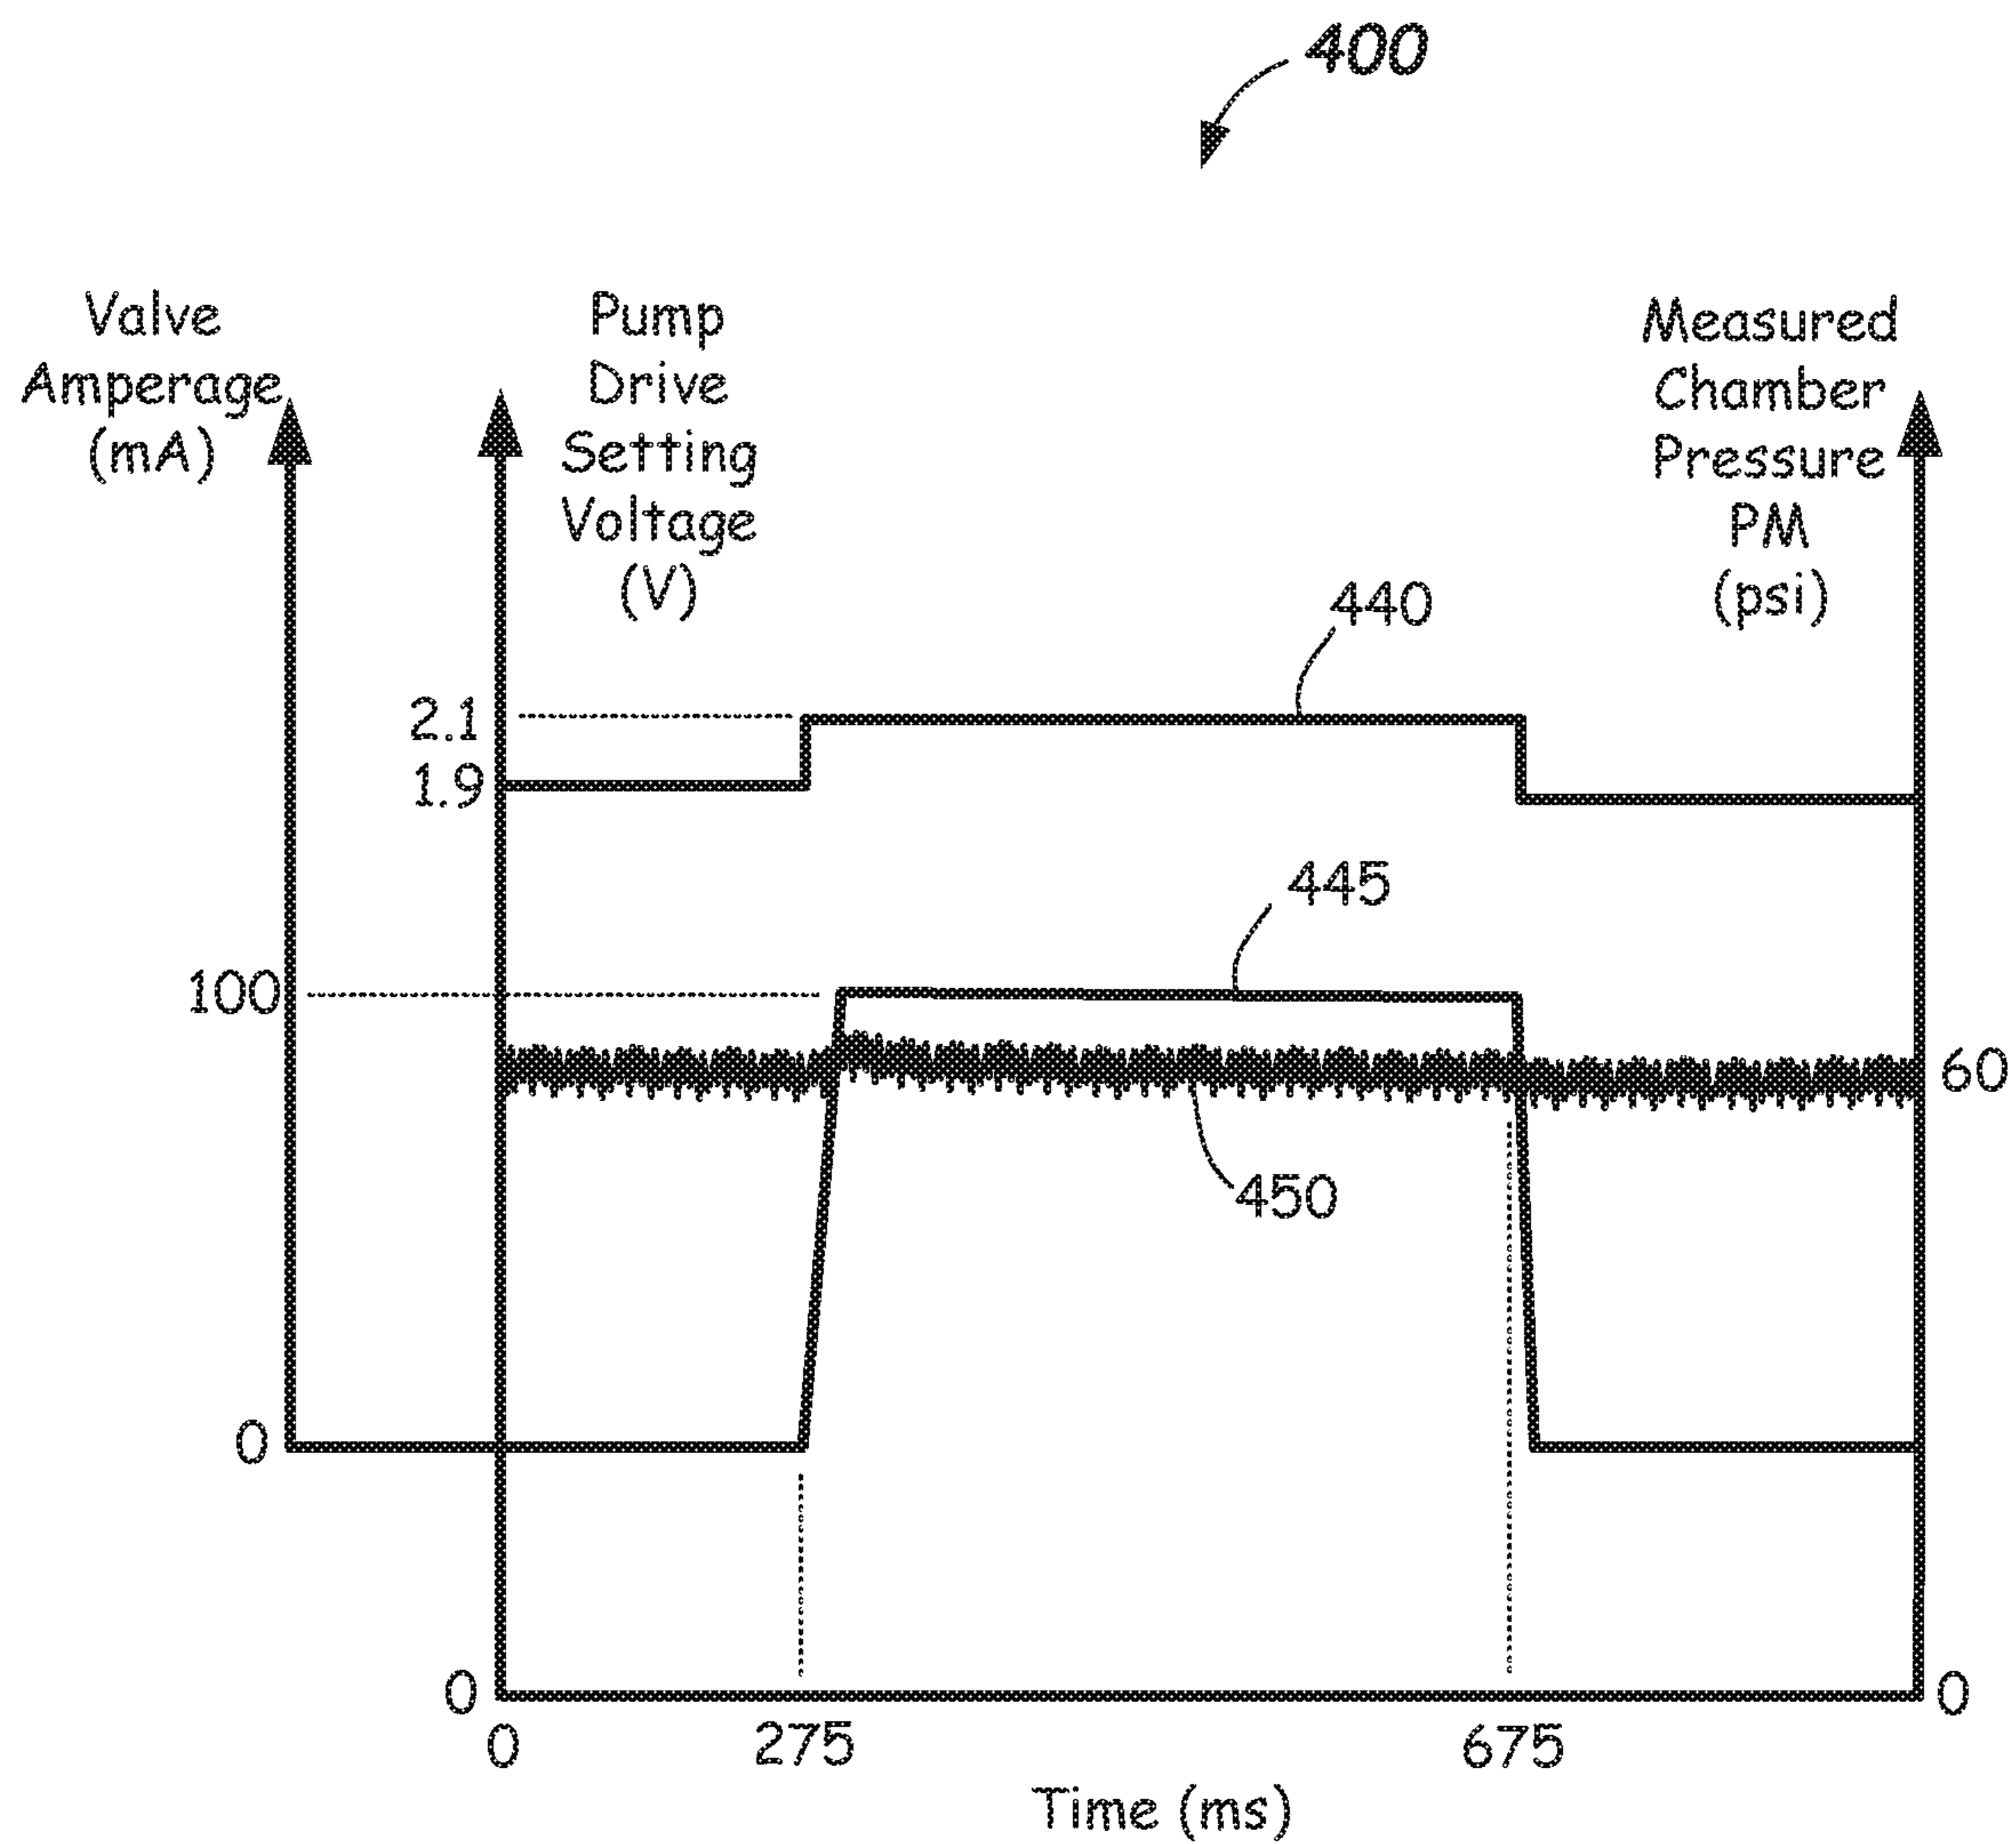 400
Valve
Amperage
(mA)
Pump
Drive
Setting
Voltage
(V)
Measured
Chamber
Pressure
PM
(psi)
440
2.1
1.9
445
100
60
450
0
0
0
0
275
675
Time (ms)